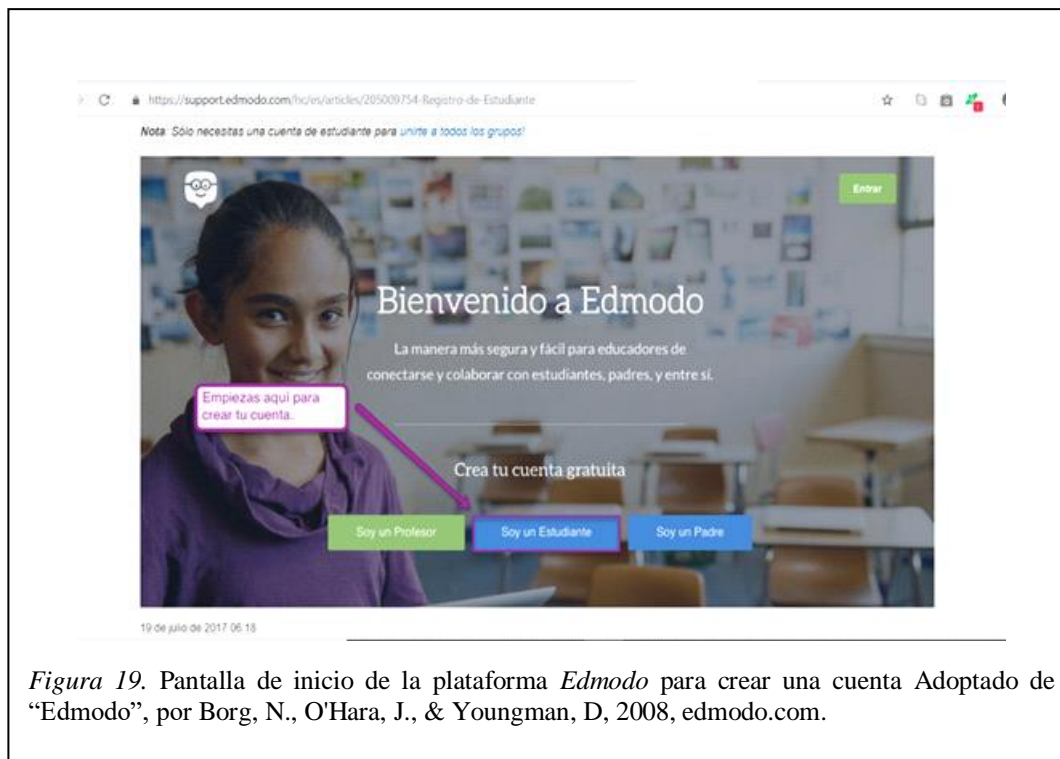 https://support.edmodo.com/hc/es/articles/205009754-Registro-de-Estudiante
Nota: Sólo necesitas una cuenta de estudiante para unirte a todos los grupos!
Entrar
Bienvenido a Edmodo
La manera más segura y fácil para educadores de
conectarse y colaborar con estudiantes, padres, y entre sí.
Empiezas aquí para
crear tu cuenta.
Crea tu cuenta gratuita
Soy un Profesor
Soy un Estudiante
Soy un Padre
19 de julio de 2017 06:18
Figura 19. Pantalla de inicio de la plataforma Edmodo para crear una cuenta Adoptado de
“Edmodo”, por Borg, N., O'Hara, J., & Youngman, D, 2008, edmodo.com.